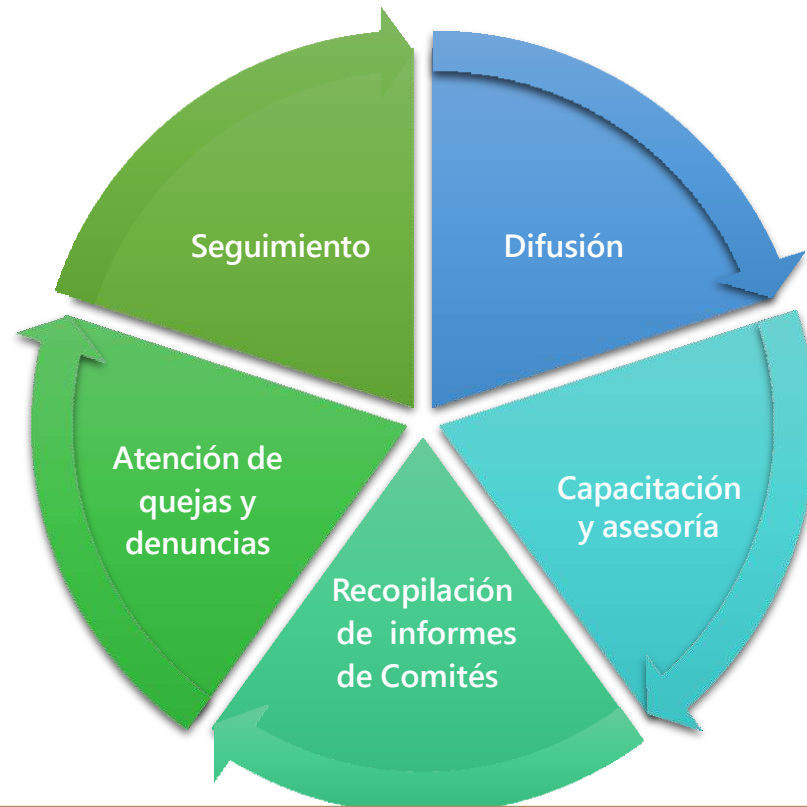 Seguimiento
Difusión
Capacitación
y asesoría
Recopilación
de informes
de Comités
Atención de
quejas y
denuncias